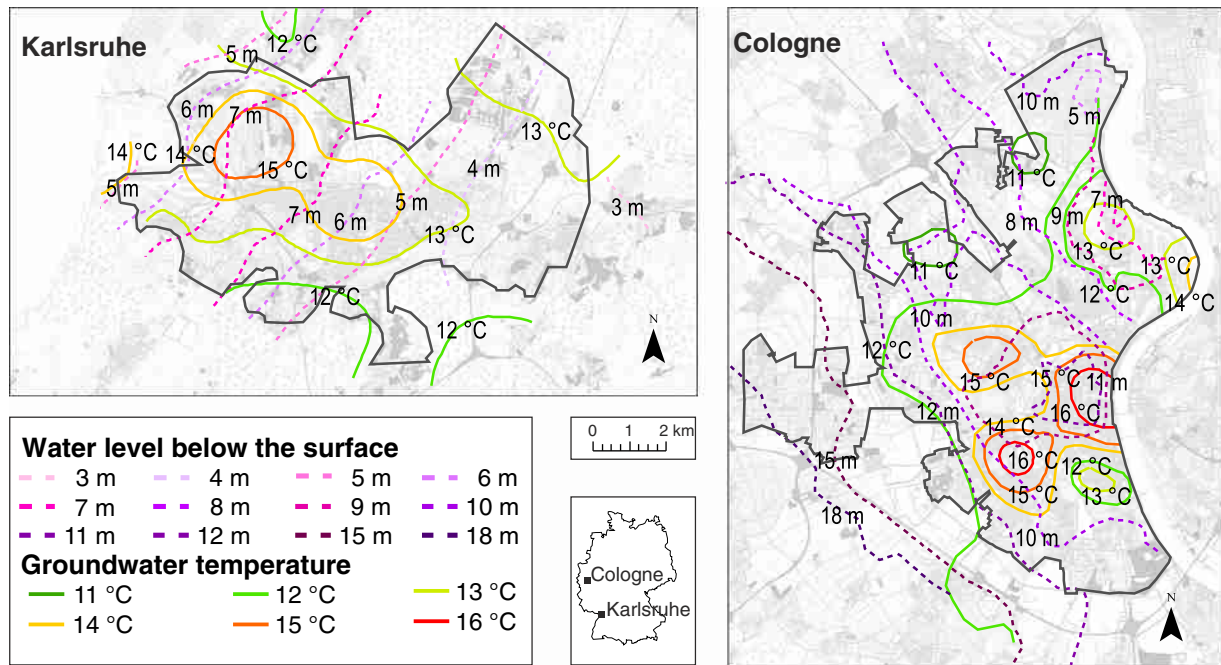 Karlsruhe
12 °C
5 m
6 m
7 m
13 °C
14 °C
14 °C
15 °C
4 m
5 m
5 m
3 m
7 m
6 m
13 °C
12 °C
12 °C
N
Cologne
10 m
5 m
11 °C
7 m
8 m
9 m
13 °C
13 °C
11 °C
12 °C
14 °C
10 m
12 °C
15 °C
15 °C
11 m
12 m
16 °C
14 °C
15 m
16 °C
12 °C
15 °C
13 °C
18 m
10 m
N
Water level below the surface
3 m 4 m 5 m 6 m
7 m 8 m 9 m 10 m
11 m 12 m 15 m 18 m
Groundwater temperature
11 °C 12 °C 13 °C
14 °C 15 °C 16 °C
0 1 2 km
Cologne
Karlsruhe